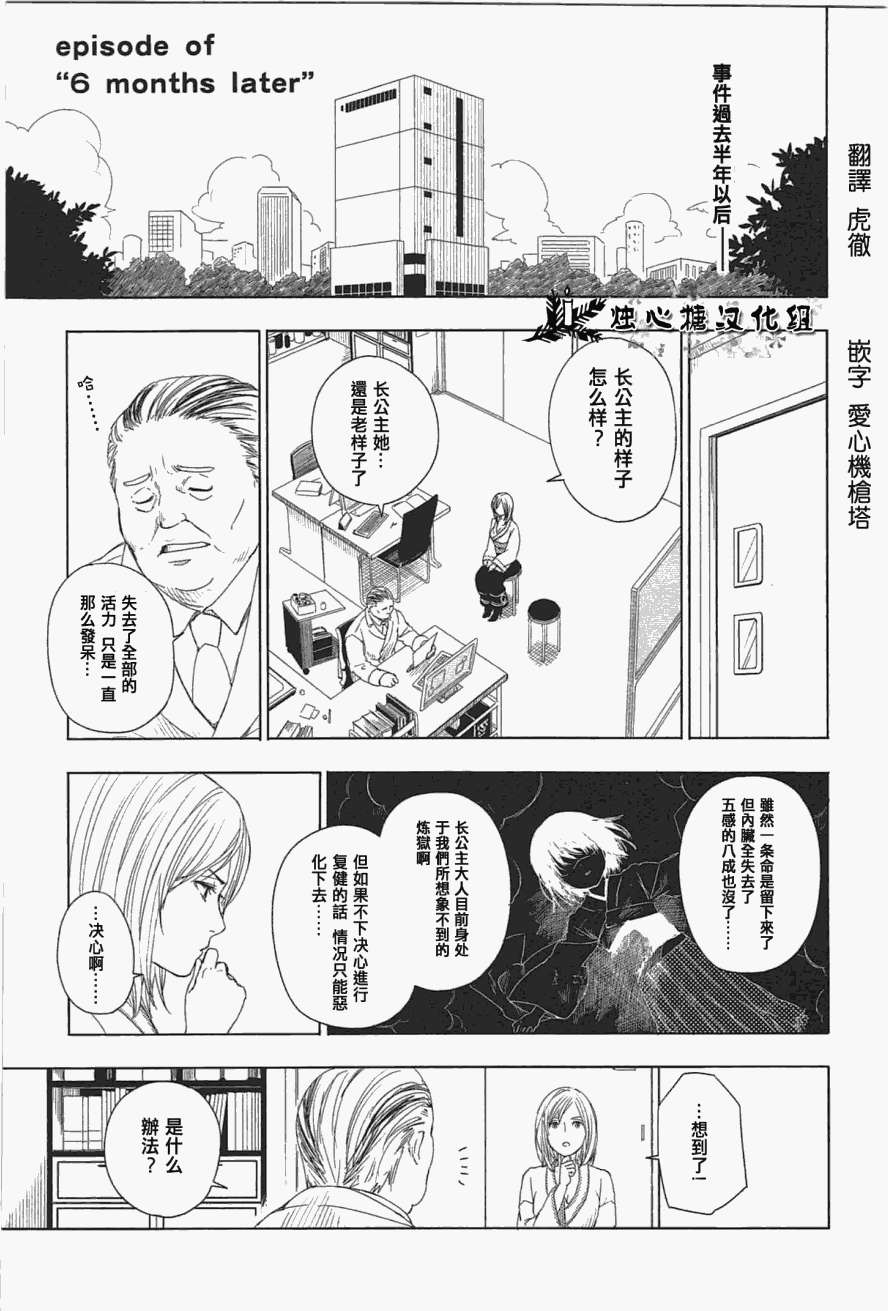 episode of
“6 months later”
事件過去半年以后——
翻譯 虎徹
嵌字 愛心機槍塔
烛心搪汉化组
长公主的样子
怎么样？
长公主她…
還是老样子了
哈……
失去了全部的
活力 只是一直
那么發呆…
雖然一条命是留下來了
但內臟全失去了
五感的八成也沒了……
长公主大人目前身处
于我們所想象不到的
炼獄啊
但如果不下决心進行
复健的話 情况只能惡
化下去……
…决心啊……
…想到了!
是什么
辦法？